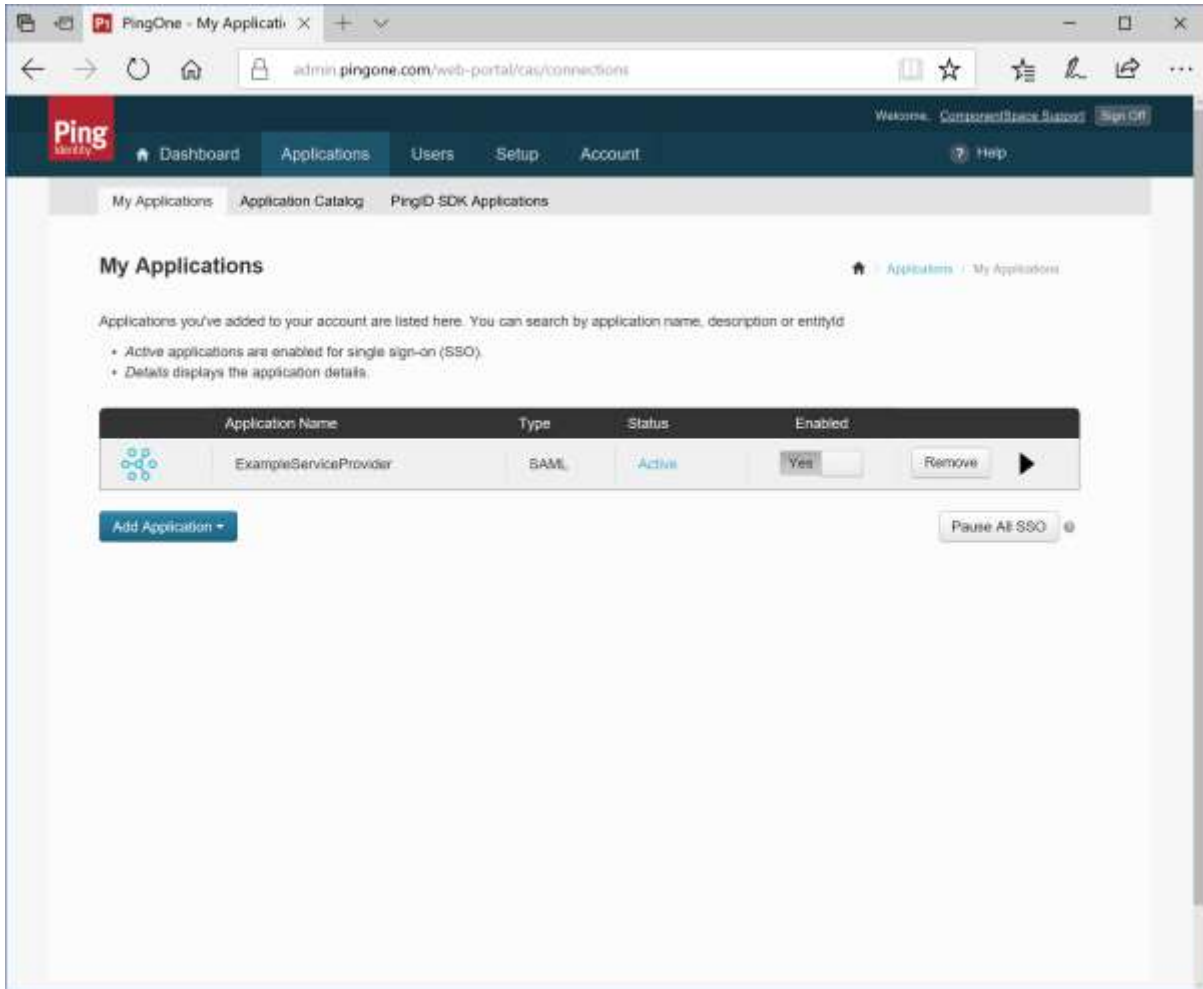 PingOne - My Applicati
admin.pingone.com/web-portal/cas/connections
Welcome, ComponentSpace Support Sign Off
Ping
Identity
Dashboard Applications Users Setup Account Help
My Applications Application Catalog PingID SDK Applications
My Applications
Applications / My Applications
Applications you've added to your account are listed here. You can search by application name, description or entityId
• Active applications are enabled for single sign-on (SSO).
• Details displays the application details.
Application Name Type Status Enabled
ExampleServiceProvider SAML Active Yes Remove
Add Application Pause All SSO